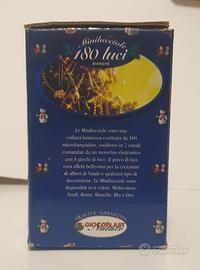 Minilucciole
180 luci
BIANCHE
Le Minilucciole sono una
collana luminosa costituita da 180
microlampadine, suddivise in 2 canali
comandati da un motorino elettronico con
8 giochi di luce. Il gioco di luci
crea effetti bellissimi per la creazione
di alberi di Natale e qualsiasi tipo di
decorazione. Le Minilucciole sono
disponibili in 6 colori: Multicolore,
Verdi, Rosse, Bianche, Blu e Oro.
QUALITÀ GARANTITA
GIOCOPLAST
Natale
subito